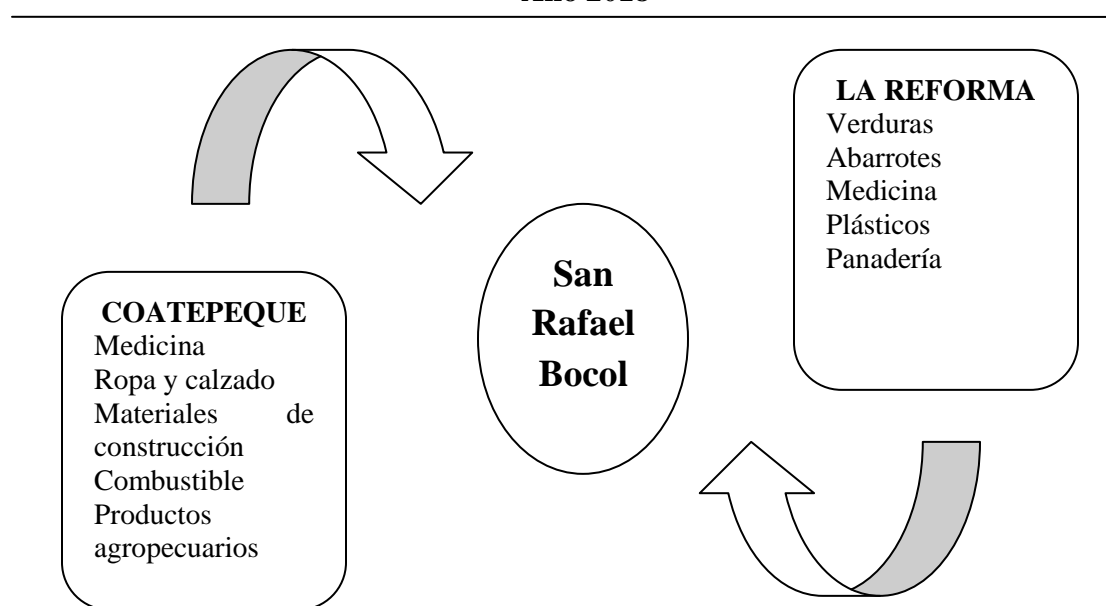 COATEPEQUE
Medicina
Ropa y calzado
Materiales de
construcción
Combustible
Productos
agropecuarios
San
Rafael
Bocol
LA REFORMA
Verduras
Abarrotes
Medicina
Plásticos
Panadería